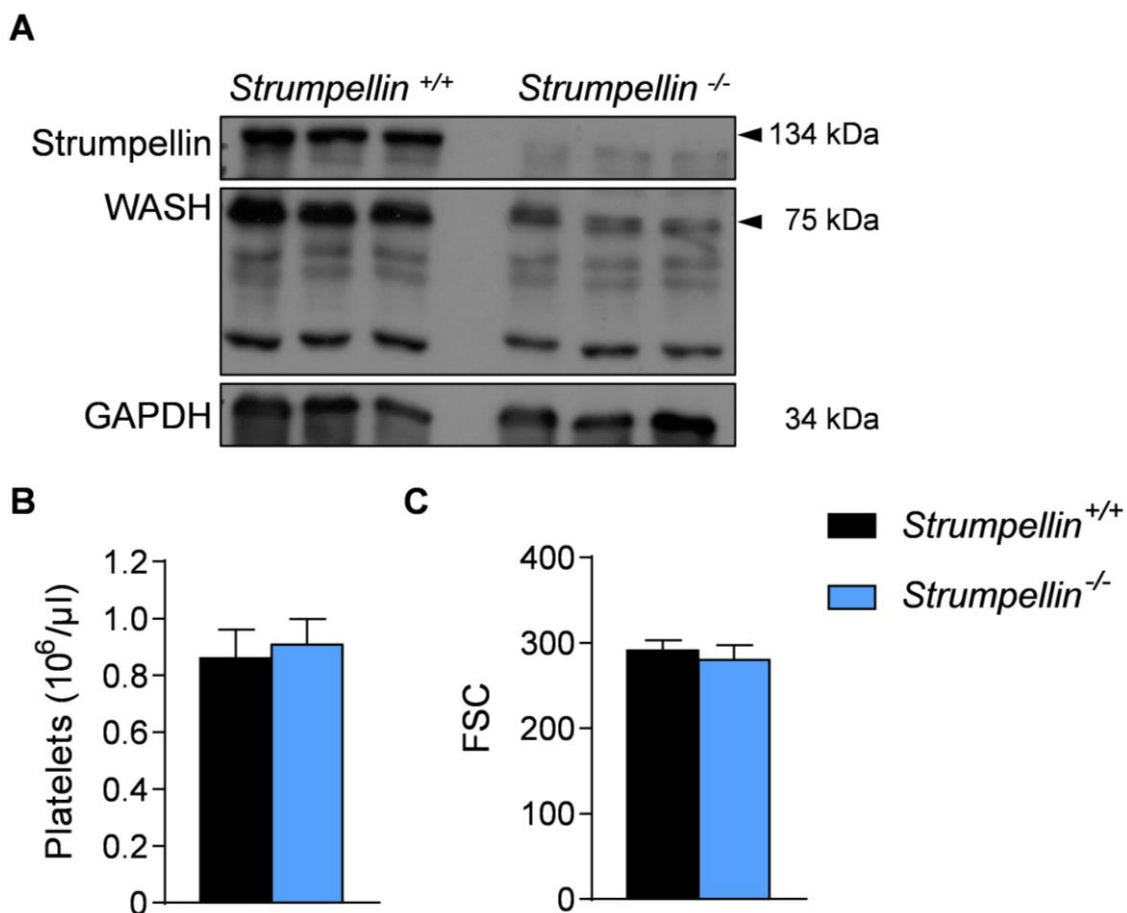 A
Strumpellin +/+ Strumpellin -/-
Strumpellin 134 kDa
WASH 75 kDa
GAPDH 34 kDa
B
Platelets (10⁶/µl)
1.2
1.0
0.8
0.6
0.4
0.2
0
C
FSC
400
300
200
100
0
Strumpellin+/+
Strumpellin-/-